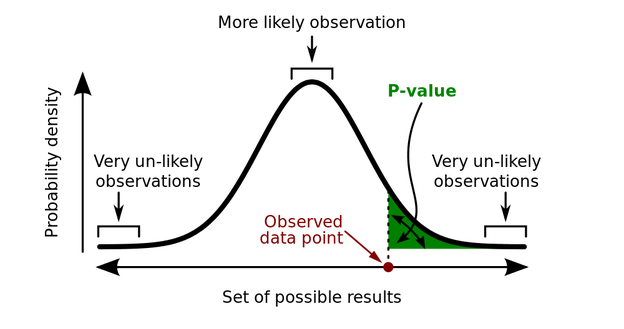 More likely observation
P-value
Probability density
Very un-likely
observations
Very un-likely
observations
Observed
data point
Set of possible results